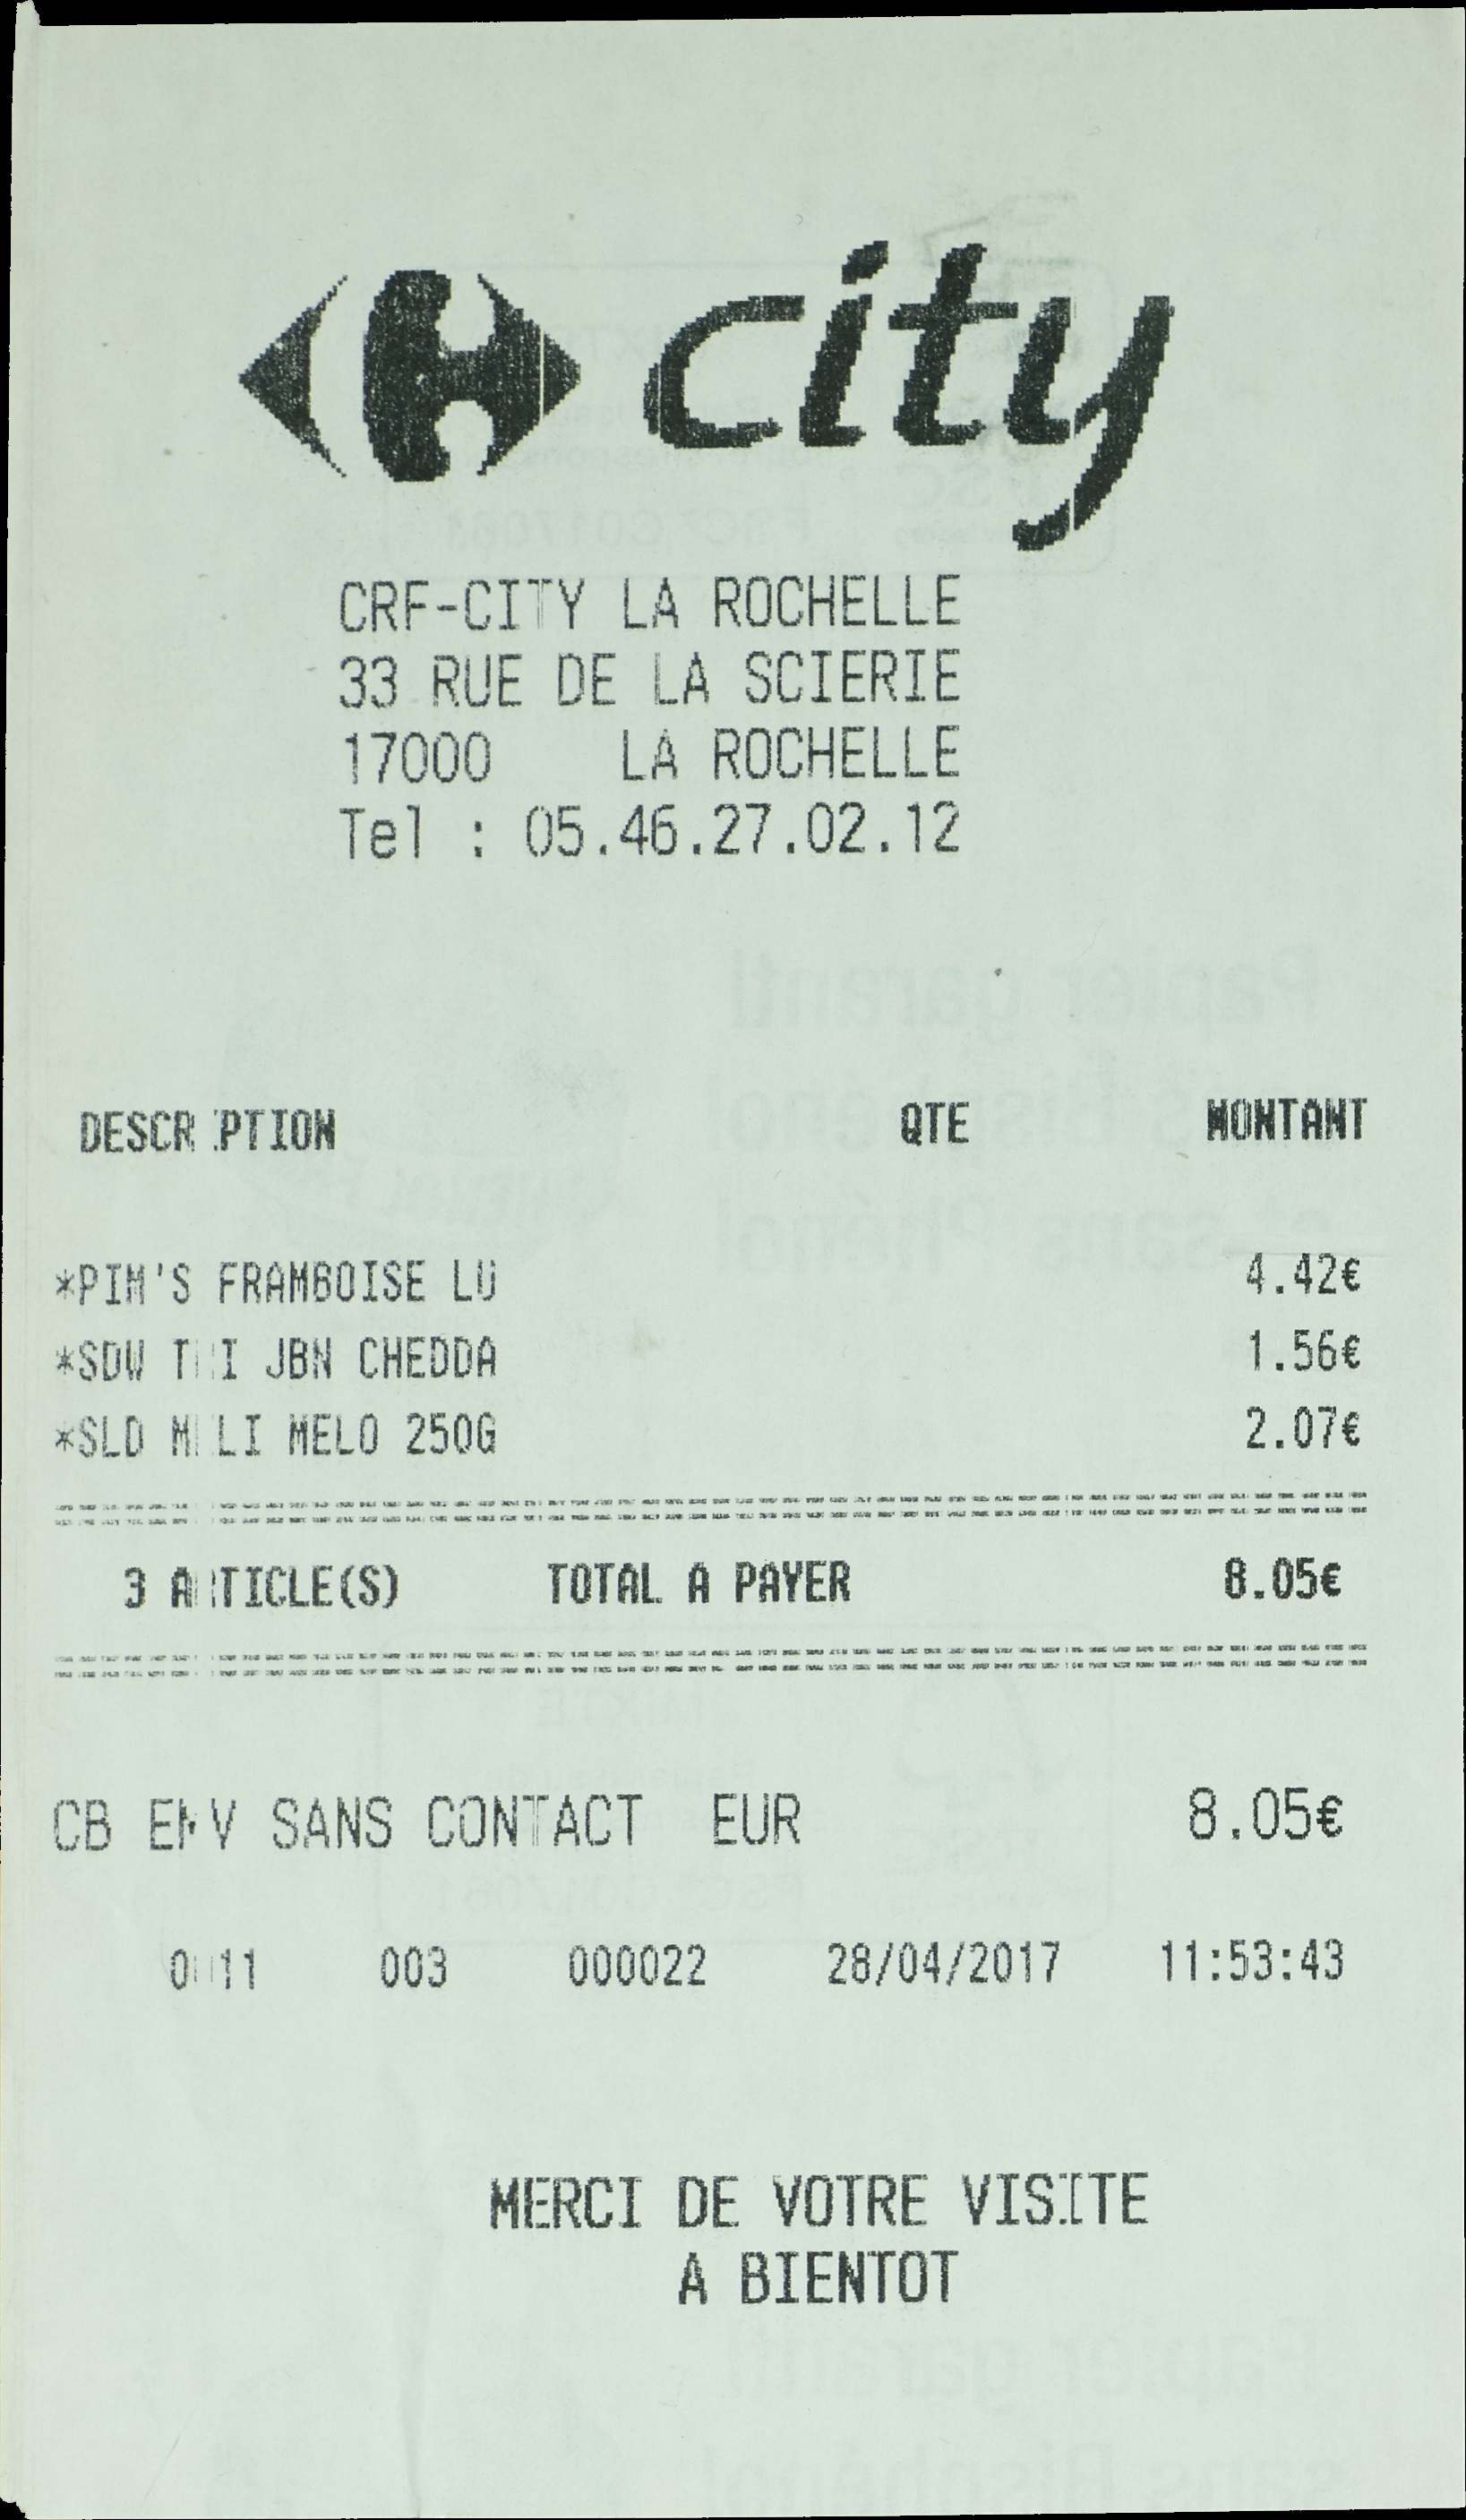 city
CRF-CITY LA ROCHELLE
33 RUE DE LA SCIERIE
17000 LA ROCHELLE
Tel : 05.46.27.02.12
DESCRIPTION QTE MONTANT
*PIM'S FRAMBOISE LU 4.42€
*SDW TRI JBN CHEDDA 1.56€
*SLD MELI MELO 250G 2.07€
3 ARTICLE(S) TOTAL A PAYER 8.05€
CB EMV SANS CONTACT EUR 8.05€
0011 003 000022 28/04/2017 11:53:43
MERCI DE VOTRE VISITE
A BIENTOT